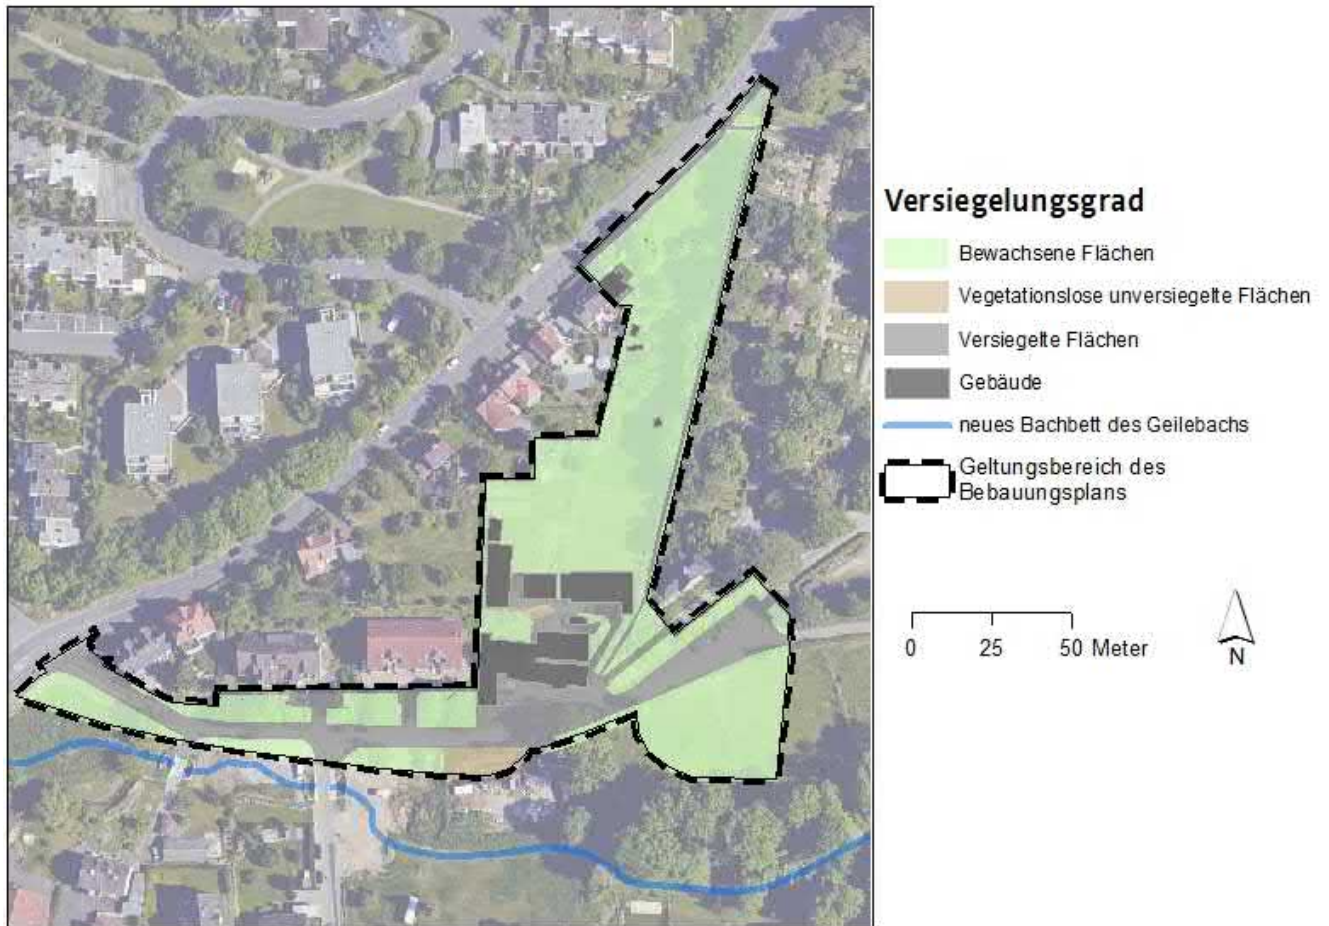 Versiegelungsgrad
Bewachsene Flächen
Vegetationslose unversiegelte Flächen
Versiegelte Flächen
Gebäude
neues Bachbett des Geilebachs
Geltungsbereich des
Bebauungsplans
0 25 50 Meter
N